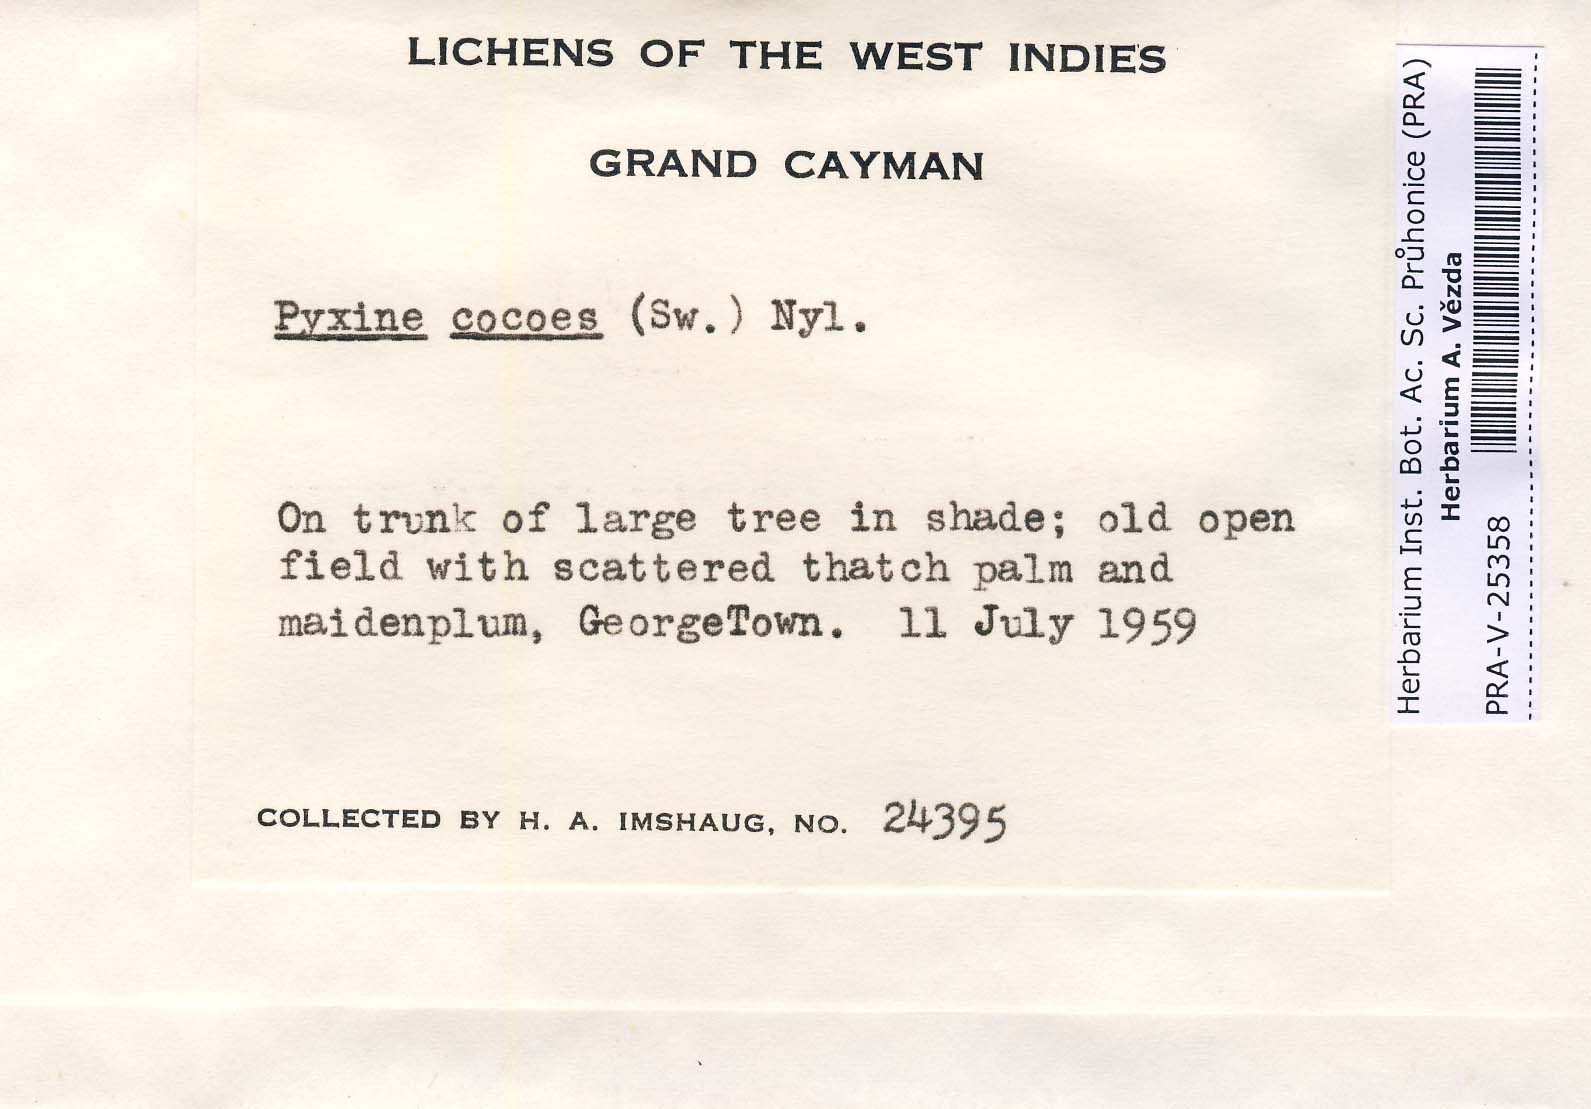 LICHENS OF THE WEST INDIES
GRAND CAYMAN
Pyxine cocoes (Sw.) Nyl.
On trunk of large tree in shade; old open
field with scattered thatch palm and
maidenplum, GeorgeTown. 11 July 1959
COLLECTED BY H. A. IMSHAUG, NO. 24395
Herbarium Inst. Bot. Ac. Sc. Průhonice (PRA)
Herbarium A. Vězda
PRA-V-25358